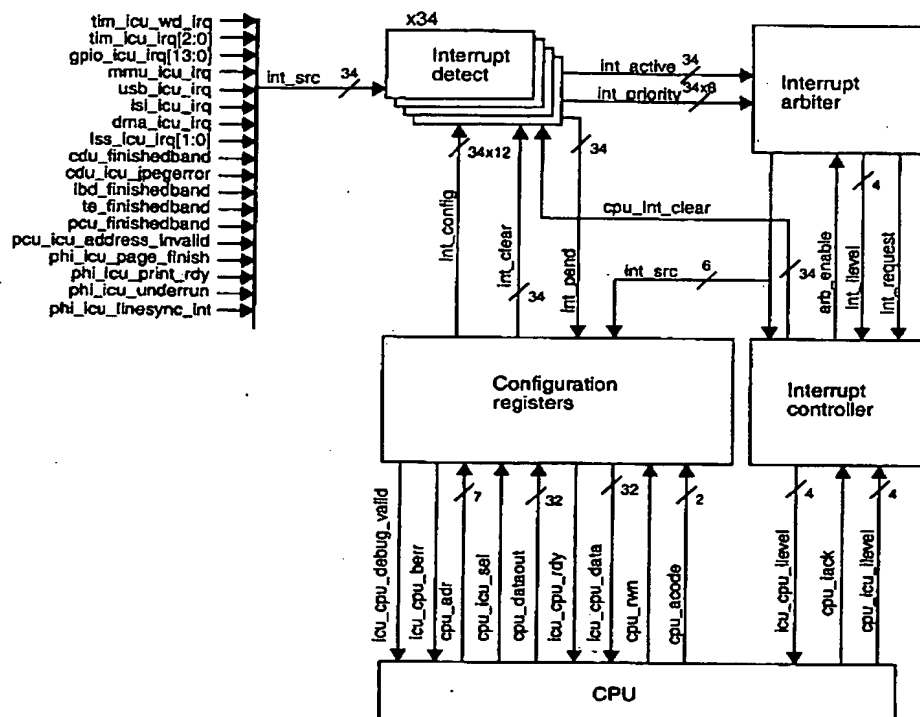 tim_icu_wd_irq
tim_icu_irq[2:0]
gpio_icu_irq[13:0]
mmu_icu_irq
usb_icu_irq
isi_icu_irq
dma_icu_irq
lss_icu_irq[1:0]
cdu_finishedband
cdu_icu_jpegerror
lbd_finishedband
te_finishedband
pcu_finishedband
pcu_icu_address_invalid
phi_icu_page_finish
phi_icu_print_rdy
phi_icu_underrun
phi_icu_linesync_int
int_src
34
x34
Interrupt
detect
int_active
34
int_priority
34x8
Interrupt
arbiter
34x12
34
4
int_config
int_clear
34
int_pend
cpu_int_clear
int_src
6
34
arb_enable
int_ilevel
int_request
Configuration
registers
Interrupt
controller
7
32
32
2
4
4
icu_cpu_debug_valid
icu_cpu_berr
cpu_adr
cpu_icu_sel
cpu_dataout
icu_cpu_rdy
icu_cpu_data
cpu_rwn
cpu_acode
icu_cpu_ilevel
cpu_iack
cpu_icu_ilevel
CPU